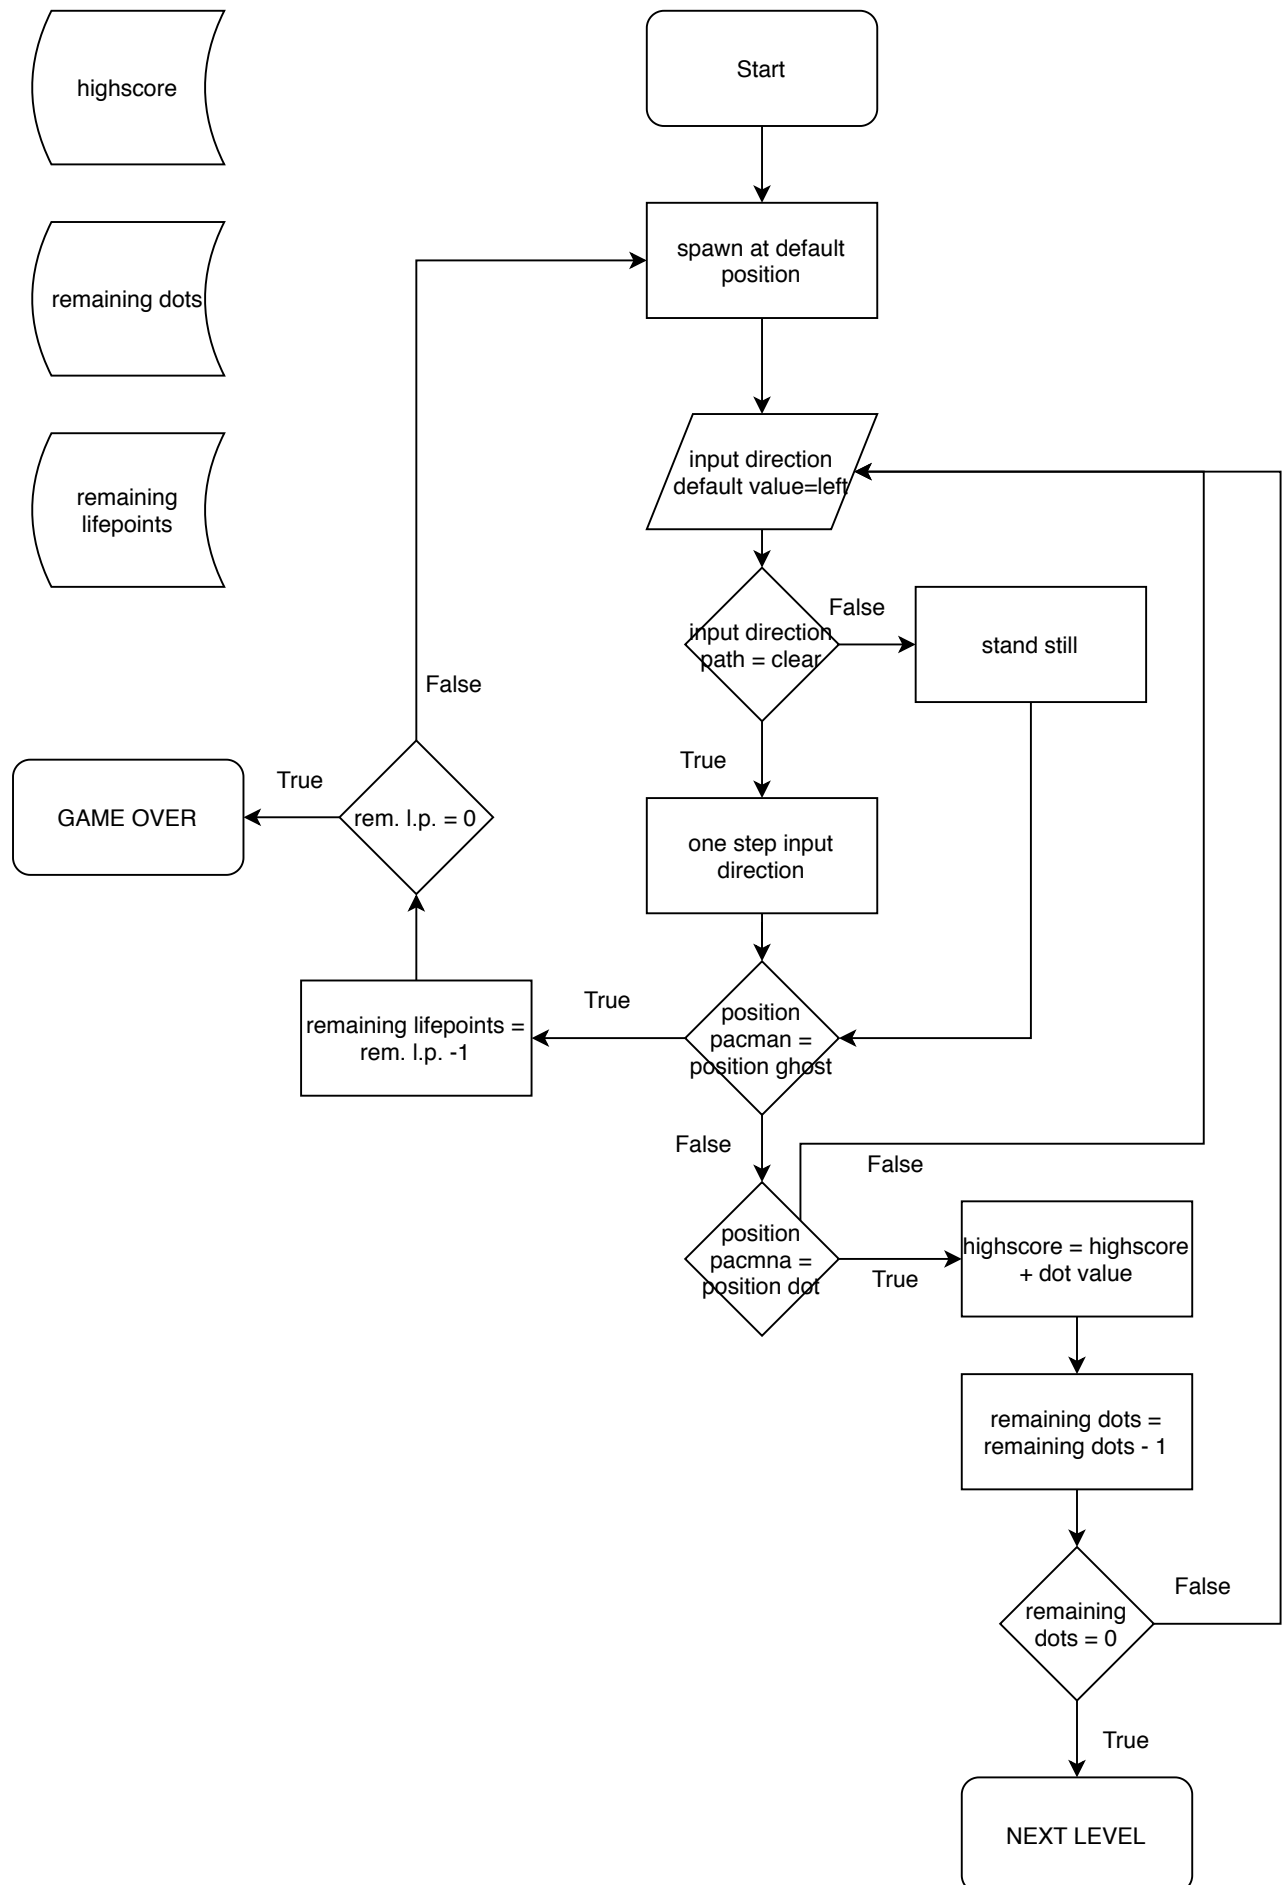 highscore
Start
spawn at default
position
remaining dots
input direction
default value=left
remaining
lifepoints
False
input direction
path = clear
stand still
False
True
True
GAME OVER
rem. l.p. = 0
one step input
direction
True
position
pacman =
position ghost
remaining lifepoints =
rem. l.p. -1
False
False
position
pacmna =
position dot
True
highscore = highscore
+ dot value
remaining dots =
remaining dots - 1
False
remaining
dots = 0
True
NEXT LEVEL